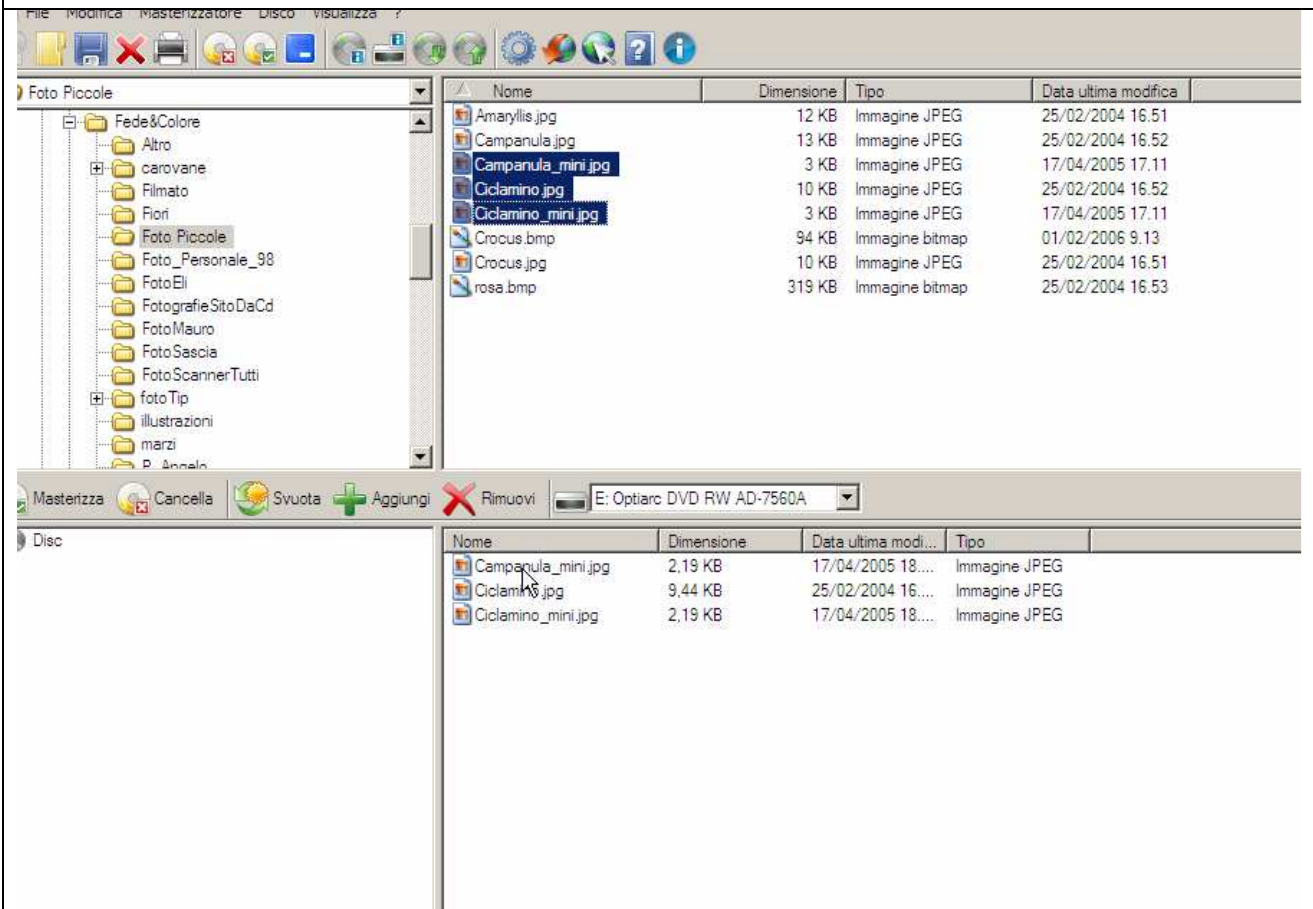 File Modifica Masterizzatore Disco Visualizza ?
Foto Piccole
Fede&Colore
Altro
carovane
Filmato
Fiori
Foto Piccole
Foto_Personale_98
FotoEli
FotografieSitoDaCd
FotoMauro
FotoSascia
FotoScannerTutti
fotoTip
illustrazioni
marzi
P_Angelo
Nome Dimensione Tipo Data ultima modifica
Amaryllis.jpg 12 KB Immagine JPEG 25/02/2004 16.51
Campanula.jpg 13 KB Immagine JPEG 25/02/2004 16.52
Campanula_mini.jpg 3 KB Immagine JPEG 17/04/2005 17.11
Ciclamino.jpg 10 KB Immagine JPEG 25/02/2004 16.52
Ciclamino_mini.jpg 3 KB Immagine JPEG 17/04/2005 17.11
Crocus.bmp 94 KB Immagine bitmap 01/02/2006 9.13
Crocus.jpg 10 KB Immagine JPEG 25/02/2004 16.51
rosa.bmp 319 KB Immagine bitmap 25/02/2004 16.53
Masterizza Cancella Svuota Aggiungi Rimuovi E: Optiarc DVD RW AD-7560A
Disc
Nome Dimensione Data ultima modi... Tipo
Campanula_mini.jpg 2,19 KB 17/04/2005 18.... Immagine JPEG
Ciclamino.jpg 9,44 KB 25/02/2004 16.... Immagine JPEG
Ciclamino_mini.jpg 2,19 KB 17/04/2005 18.... Immagine JPEG